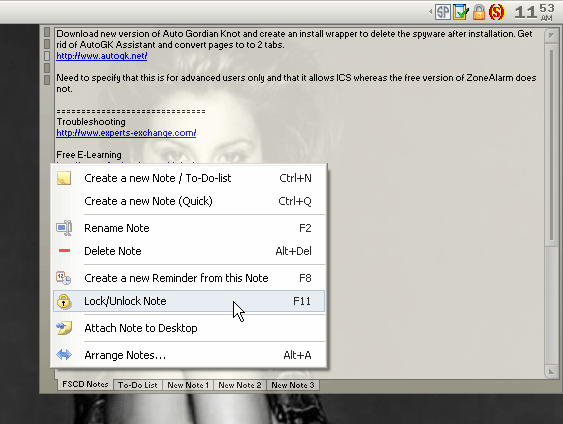 SP
11 53
AM
Download new version of Auto Gordian Knot and create an install wrapper to delete the spyware after installation. Get
rid of AutoGK Assistant and convert pages to to 2 tabs.
http://www.autogk.net/
Need to specify that this is for advanced users only and that it allows ICS whereas the free version of ZoneAlarm does
not.
==============================
Troubleshooting
http://www.experts-exchange.com/
Free E-Learning
Create a new Note / To-Do-list Ctrl+N
Create a new Note (Quick) Ctrl+Q
Rename Note F2
Delete Note Alt+Del
Create a new Reminder from this Note F8
Lock/Unlock Note F11
Attach Note to Desktop
Arrange Notes... Alt+A
FSCD Notes To-Do List New Note 1 New Note 2 New Note 3